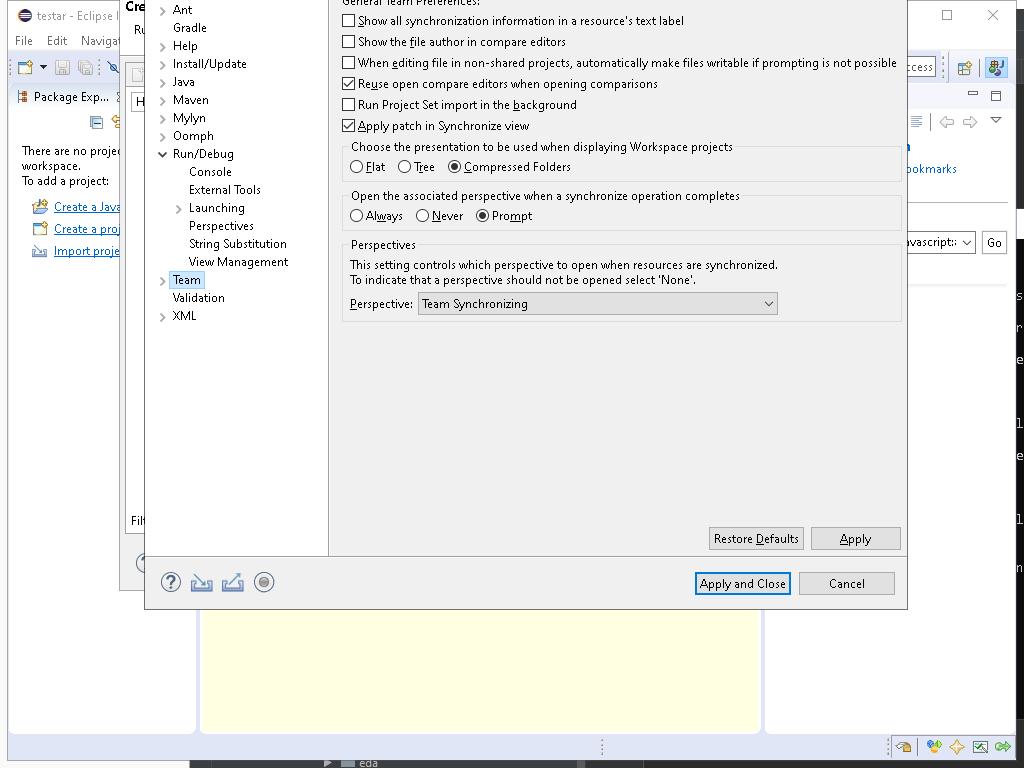 testar - Eclipse I
File Edit Navigat
Package Exp...
There are no projec
workspace.
To add a project:
Create a Java
Create a proj
Import proje
Cre
Ru
H
Filt
Ant
Gradle
Help
Install/Update
Java
Maven
Mylyn
Oomph
Run/Debug
Console
External Tools
Launching
Perspectives
String Substitution
View Management
Team
Validation
XML
General Team Preferences:
Show all synchronization information in a resource's text label
Show the file author in compare editors
When editing file in non-shared projects, automatically make files writable if prompting is not possible
Reuse open compare editors when opening comparisons
Run Project Set import in the background
Apply patch in Synchronize view
Choose the presentation to be used when displaying Workspace projects
Flat Tree Compressed Folders
Open the associated perspective when a synchronize operation completes
Always Never Prompt
Perspectives
This setting controls which perspective to open when resources are synchronized.
To indicate that a perspective should not be opened select 'None'.
Perspective: Team Synchronizing
Restore Defaults Apply
Apply and Close Cancel
ccess
ookmarks
avascript: Go
eda